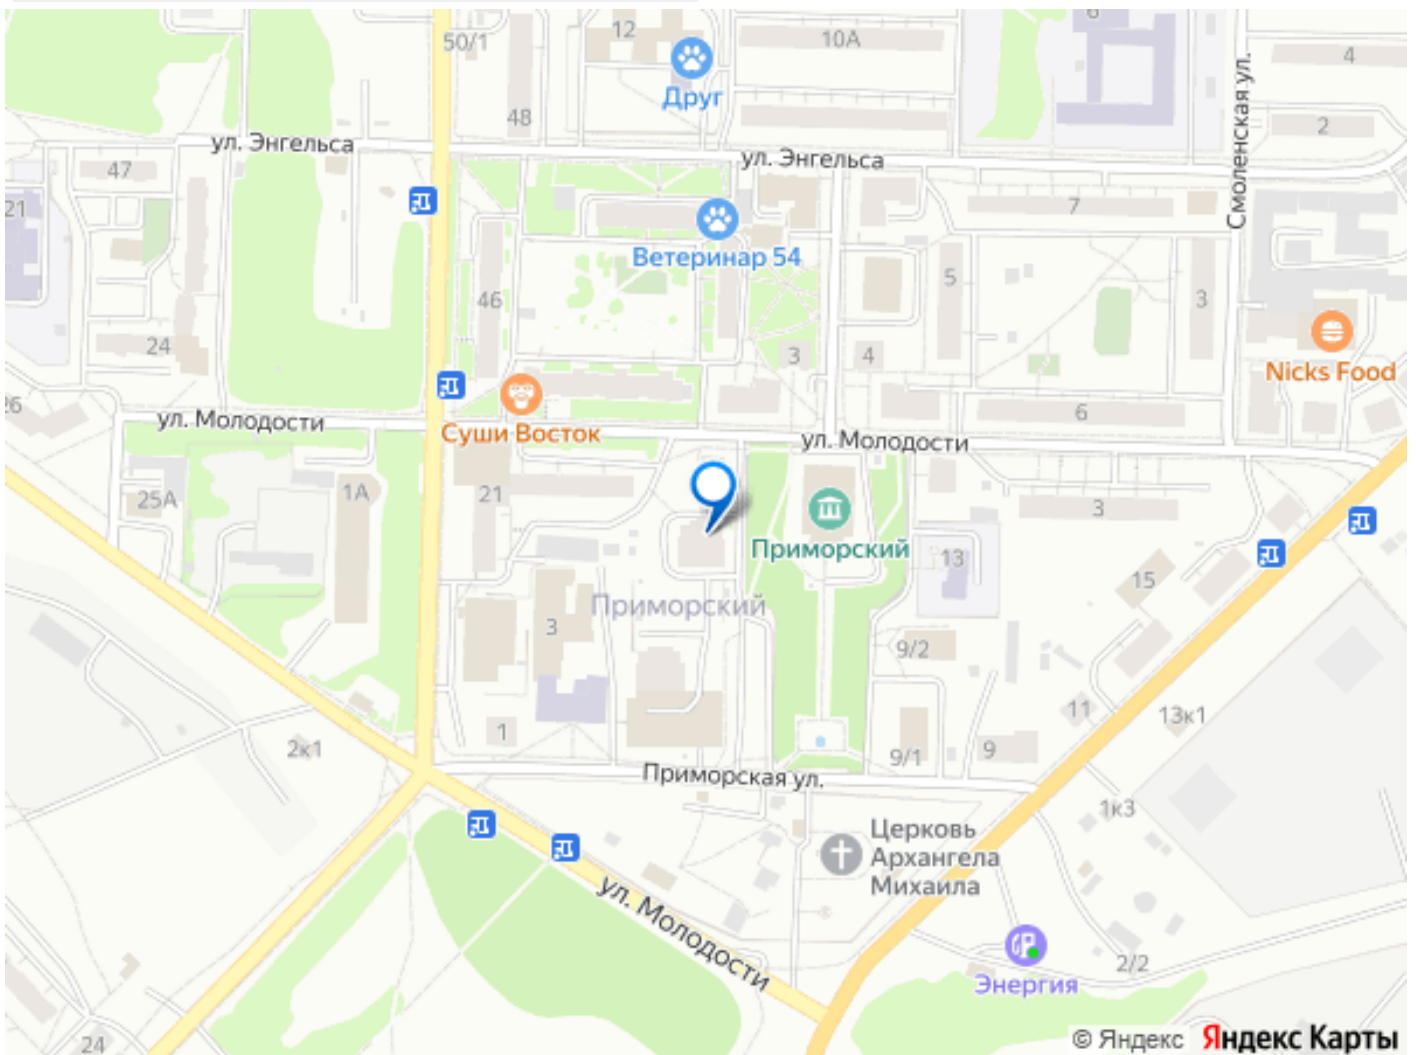 50/1
12
10А
6
4
Друг
48
2
ул. Энгельса
ул. Энгельса
Смоленская ул.
47
21
7
Ветеринар 54
5
46
3
24
3
4
Nicks Food
26
6
ул. Молодости
Суши Восток
ул. Молодости
25А
1А
21
3
Приморский
13
15
Приморский
3
9/2
11
13к1
1
2к1
9/1
9
Приморская ул.
1к3
Церковь
Архангела
Михаила
ул. Молодости
2/2
Энергия
24
© Яндекс Яндекс Карты